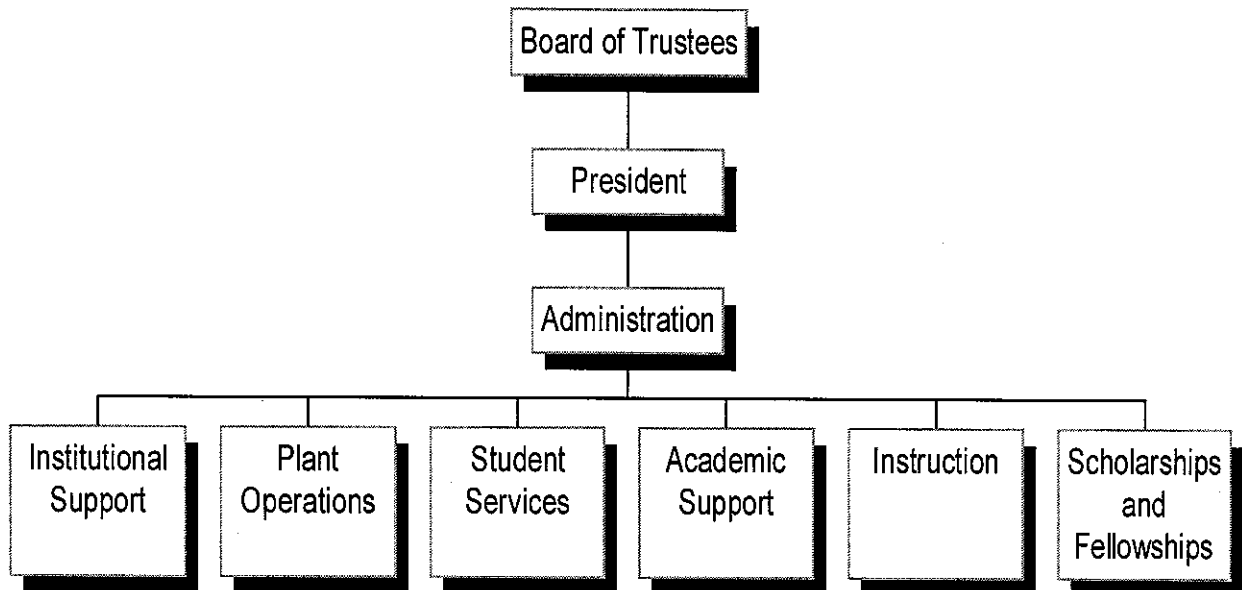 Board of Trustees
President
Administration
Institutional
Support
Plant
Operations
Student
Services
Academic
Support
Instruction
Scholarships
and
Fellowships